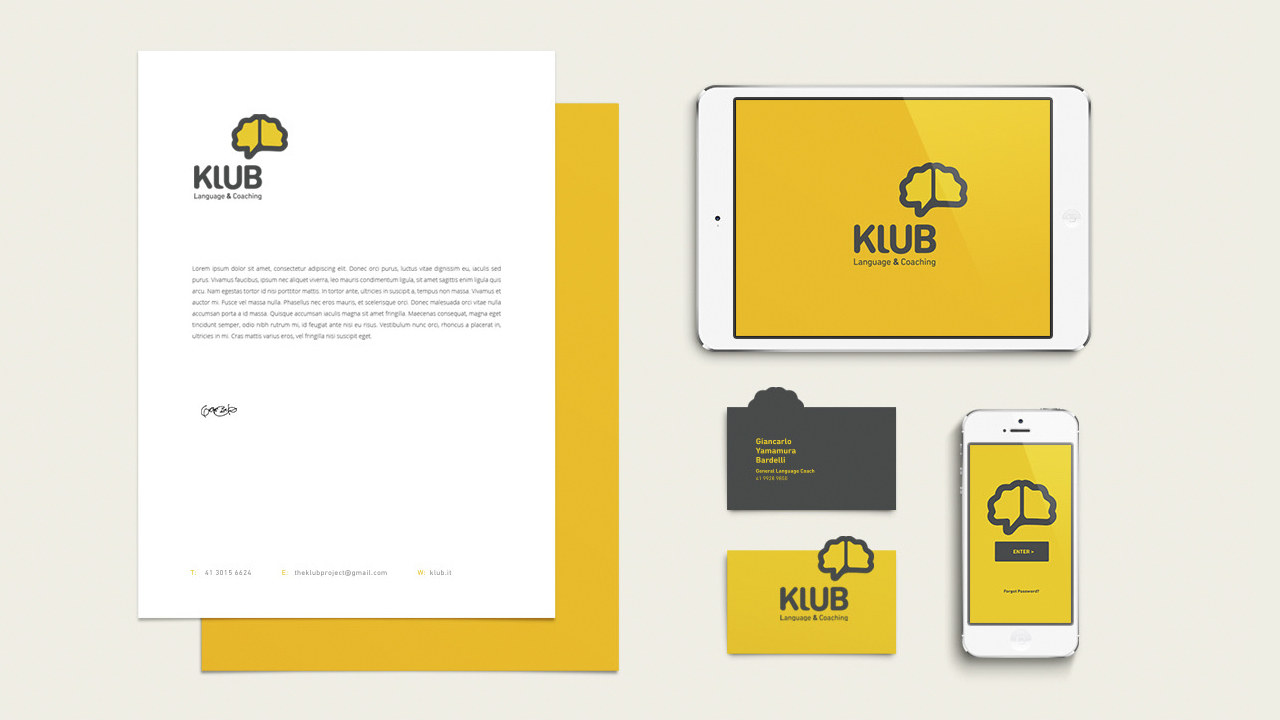 KLUB
Language & Coaching
Lorem ipsum dolor sit amet, consectetur adipiscing elit. Donec orci purus, luctus vitae dignissim eu, iaculis sed
purus. Vivamus faucibus, ipsum nec aliquet viverra, leo mauris condimentum ligula, sit amet sagittis enim ligula quis
arcu. Nam egestas tortor id nisi porttitor mattis. In tortor ante, ultricies in suscipit a, tempus non massa. Vivamus et
auctor mi. Fusce vel massa nulla. Phasellus nec eros mauris, et scelerisque orci. Donec malesuada orci vitae nulla
accumsan porta a id massa. Quisque accumsan iaculis magna sit amet fringilla. Maecenas consequat, magna eget
tincidunt semper, odio nibh rutrum mi, id feugiat ante nisi eu risus. Vestibulum nunc orci, rhoncus a placerat in,
ultricies in mi. Cras mattis varius eros, vel fringilla nisi suscipit eget.
T: 41 3015 6624 E: theklubproject@gmail.com W: klub.it
KLUB
Language & Coaching
Giancarlo
Yamamura
Bardelli
General Language Coach
41 9928 9850
KLUB
Language & Coaching
ENTER >
Forgot Password?